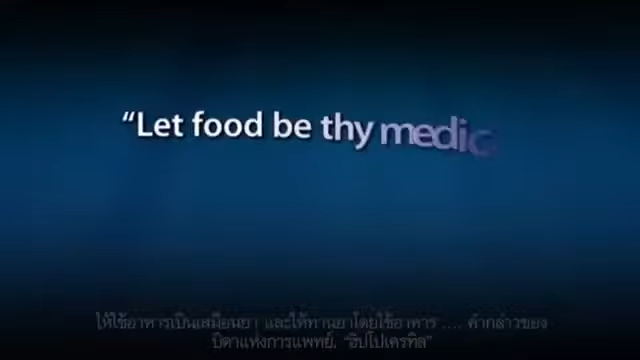 “Let food be thy medic
ให้ใช้อาหารเป็นเสมือนยา และให้ทานยาโดยใช้อาหาร .... คำกล่าวของ
บิดาแห่งการแพทย์, “ฮิปโปเครทิส”